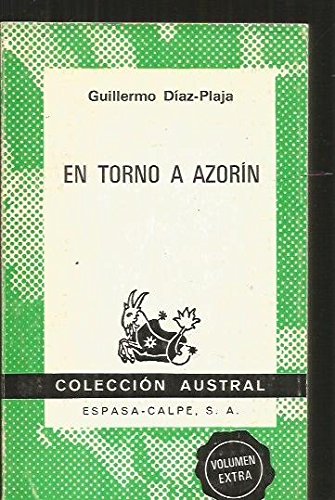 Guillermo Díaz-Plaja
EN TORNO A AZORÍN
COLECCIÓN AUSTRAL
ESPASA-CALPE, S. A.
VOLUMEN
EXTRA